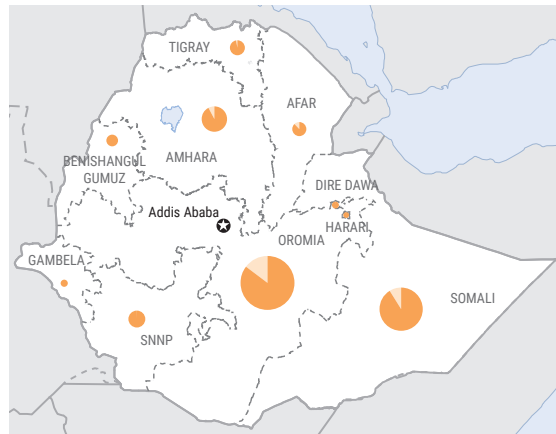 TIGRAY
AFAR
AMHARA
BENISHANGUL
GUMUZ
DIRE DAWA
Addis Ababa
HARARI
OROMIA
GAMBELA
SOMALI
SNNP